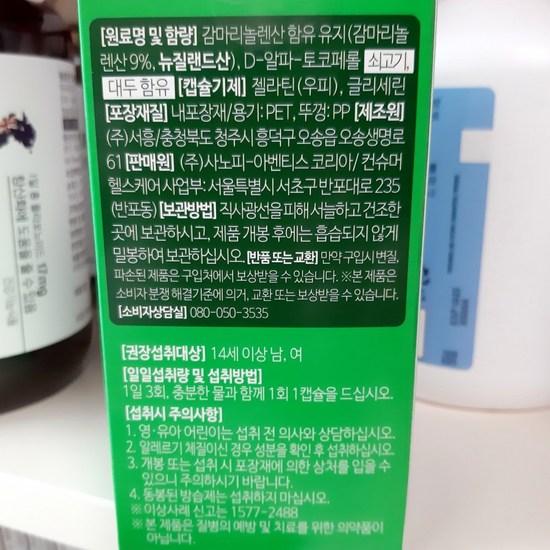 [원료명 및 함량] 감마리놀렌산 함유 유지(감마리놀
렌산 9%, 뉴질랜드산), D-알파-토코페롤 쇠고기,
대두 함유 [캡슐기제] 젤라틴(우피), 글리세린
[포장재질] 내포장재/용기: PET, 뚜껑: PP [제조원]
(주)서흥/충청북도 청주시 흥덕구 오송읍 오송생명로
61 [판매원] (주)사노피-아벤티스 코리아/ 컨슈머
헬스케어 사업부: 서울특별시 서초구 반포대로 235
(반포동) [보관방법] 직사광선을 피해 서늘하고 건조한
곳에 보관하시고, 제품 개봉 후에는 흡습되지 않게
밀봉하여 보관하십시오. [반품 또는 교환] 만약 구입시 변질,
파손된 제품은 구입처에서 보상받을 수 있습니다. ※본 제품은
소비자 분쟁 해결기준에 의거, 교환 또는 보상받을 수 있습니다.
[소비자상담실] 080-050-3535
[권장섭취대상] 14세 이상 남, 여
[일일섭취량 및 섭취방법]
1일 3회, 충분한 물과 함께 1회 1캡슐을 드십시오.
[섭취시 주의사항]
1. 영·유아 어린이는 섭취 전 의사와 상담하십시오.
2. 알레르기 체질이신 경우 성분을 확인 후 섭취하십시오.
3. 개봉 또는 섭취 시 포장재에 의한 상처를 입을 수
있으니 주의하시기 바랍니다.
4. 동봉된 방습제는 섭취하지 마십시오.
※ 이상사례 신고는 1577-2488
※ 본 제품은 질병의 예방 및 치료를 위한 의약품이
아닙니다.
17 mg
항산화에 도움을 줄 수 있음